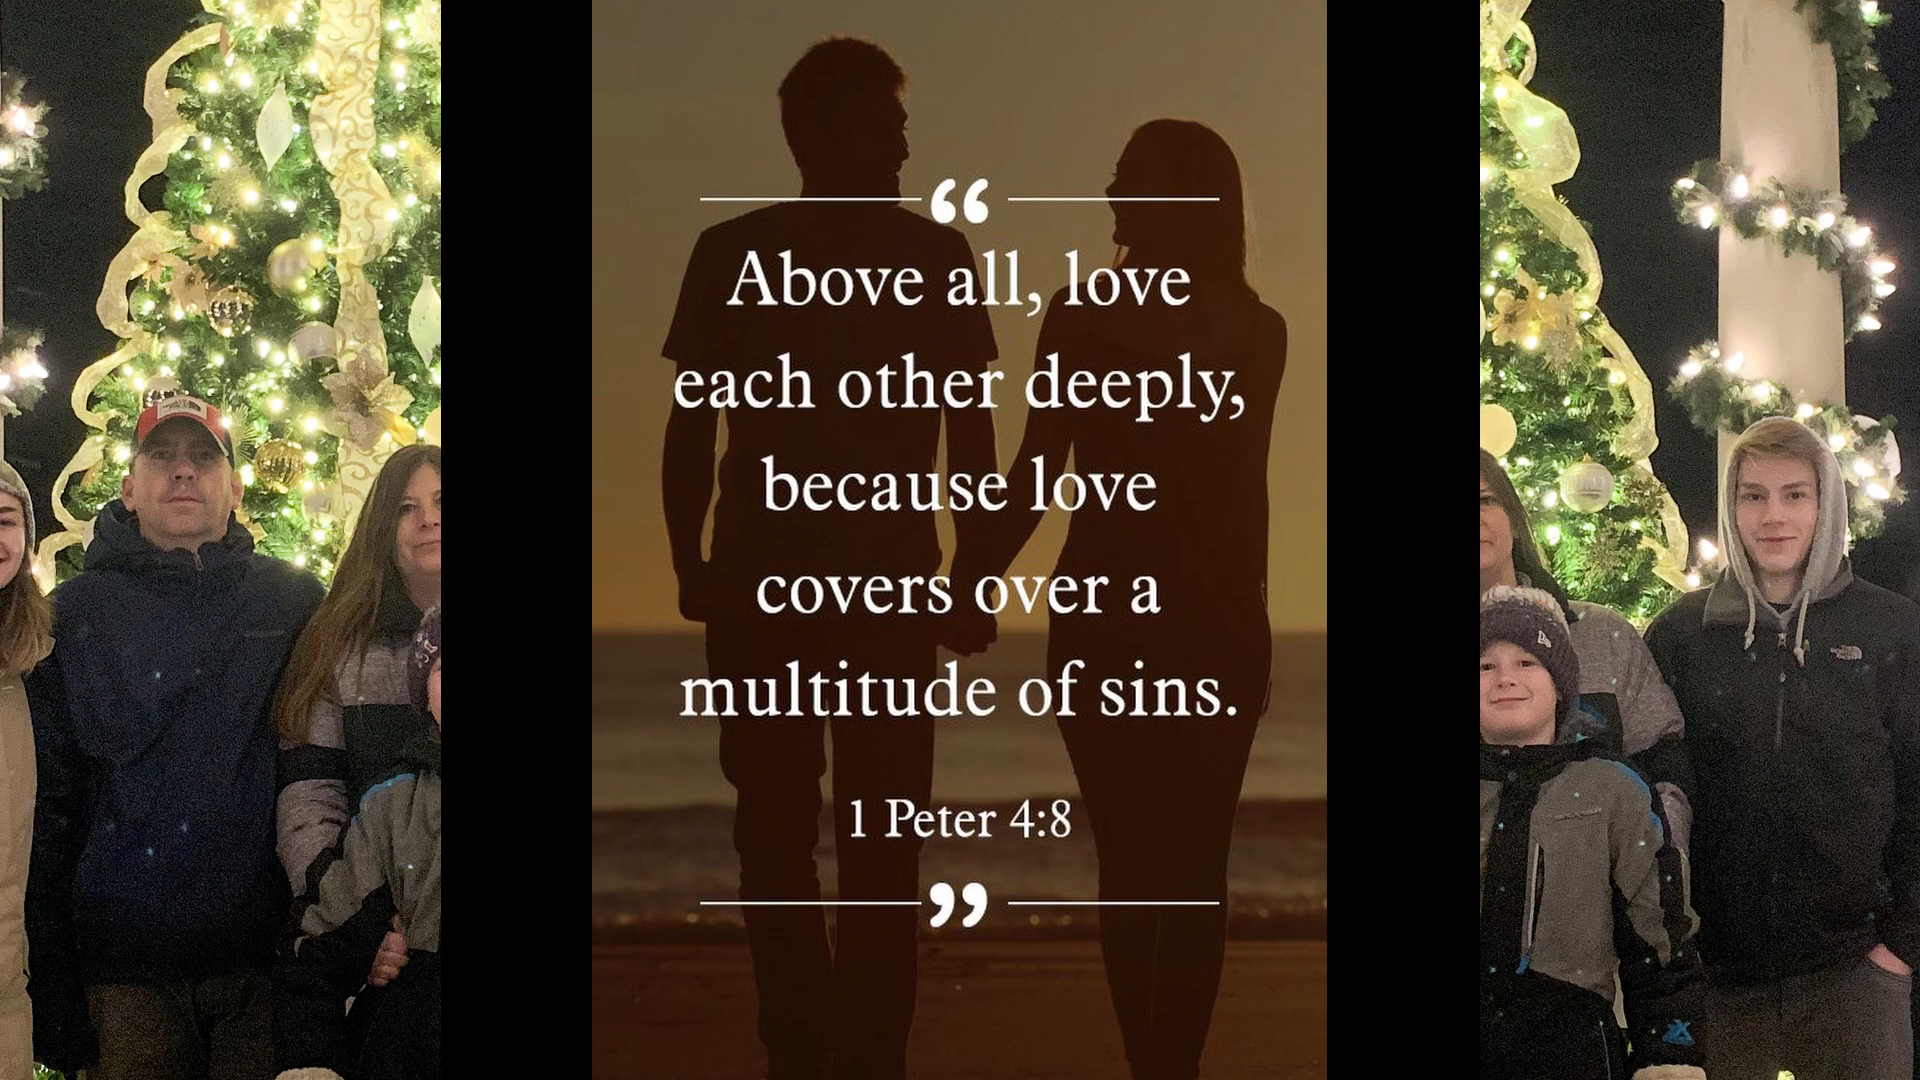 “
Above all, love
each other deeply,
because love
covers over a
multitude of sins.
1 Peter 4:8
”